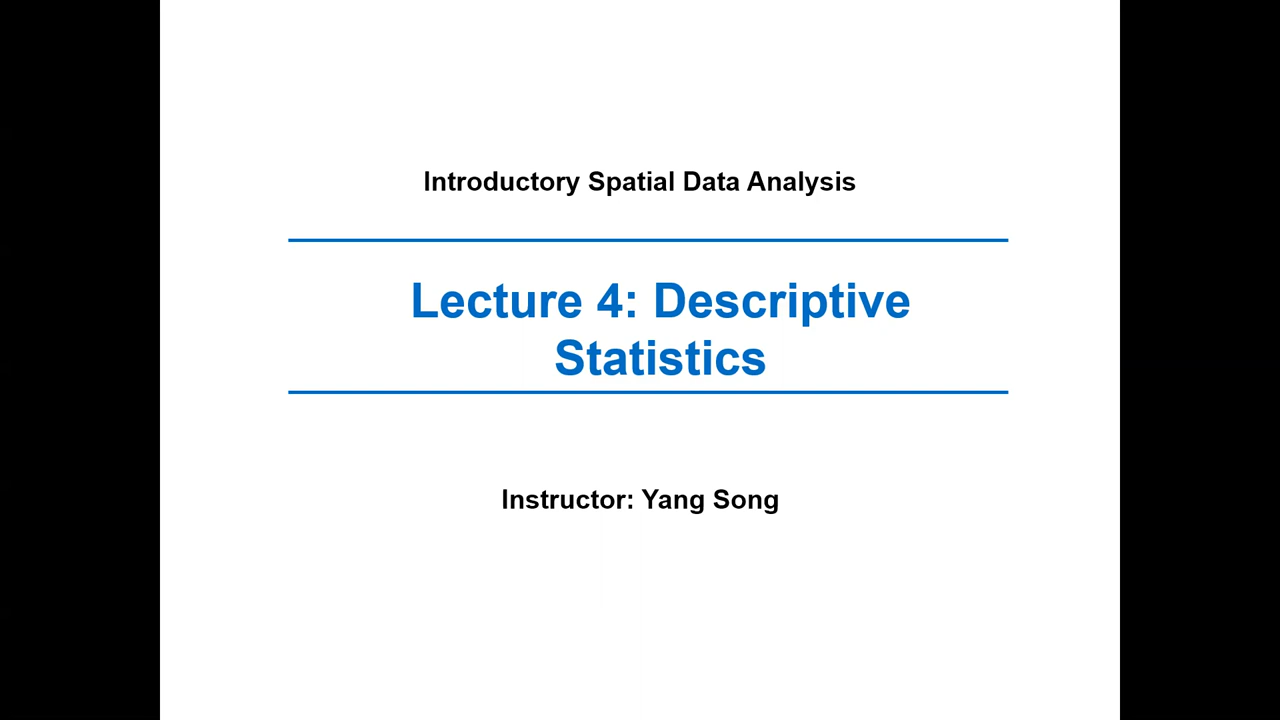 Introductory Spatial Data Analysis
Lecture 4: Descriptive
Statistics
Instructor: Yang Song